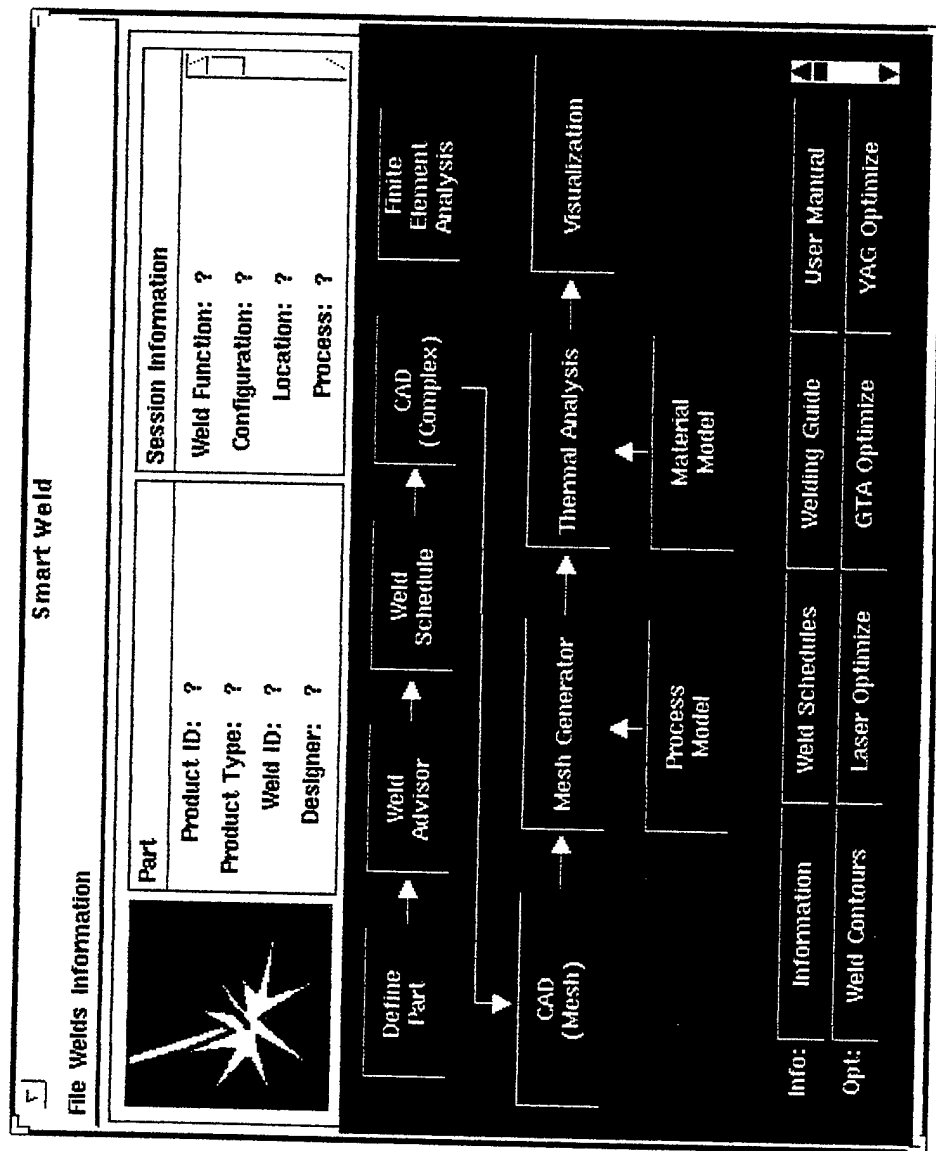 Smart Weld
File Welds Information
Part
Product ID: ?
Product Type: ?
Weld ID: ?
Designer: ?
Session Information
Weld Function: ?
Configuration: ?
Location: ?
Process: ?
Define
Part
Weld
Advisor
Weld
Schedule
CAD
(Complex)
Finite
Element
Analysis
CAD
(Mesh)
Mesh Generator
Thermal Analysis
Visualization
Process
Model
Material
Model
Info: Information Weld Schedules Welding Guide User Manual
Opt: Weld Contours Laser Optimize GTA Optimize YAG Optimize